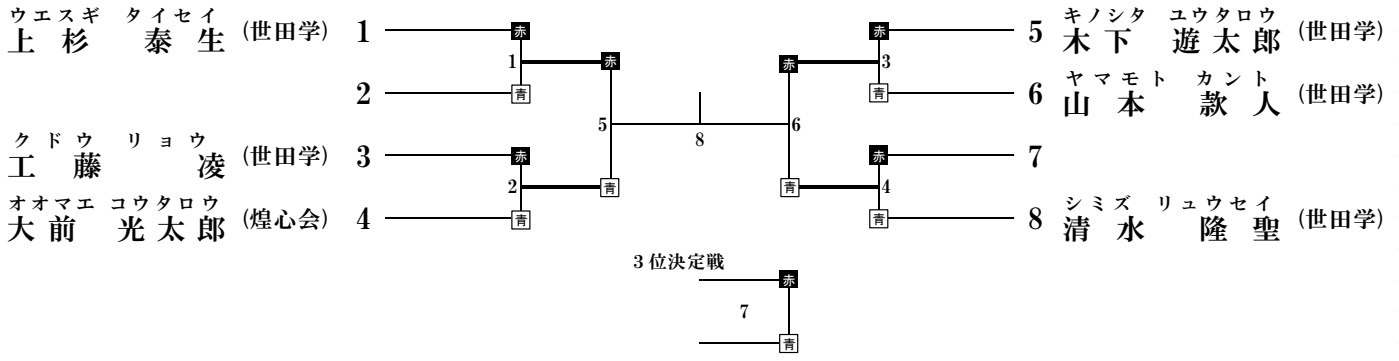 ウエスギ タイセイ
上杉 泰生 (世田学) 1
2
クドウ リョウ
工藤 凌 (世田学) 3
オオマエ コウタロウ
大前 光太郎 (煌心会) 4
赤
1
青
赤
2
青
赤
5
青
8
赤
6
青
赤
3
青
赤
4
青
キノシタ ユウタロウ
5 木下 遊太郎 (世田学)
ヤマモト カント
6 山本 款人 (世田学)
7
シミズ リュウセイ
8 清水 隆聖 (世田学)
3位決定戦
赤
7
青